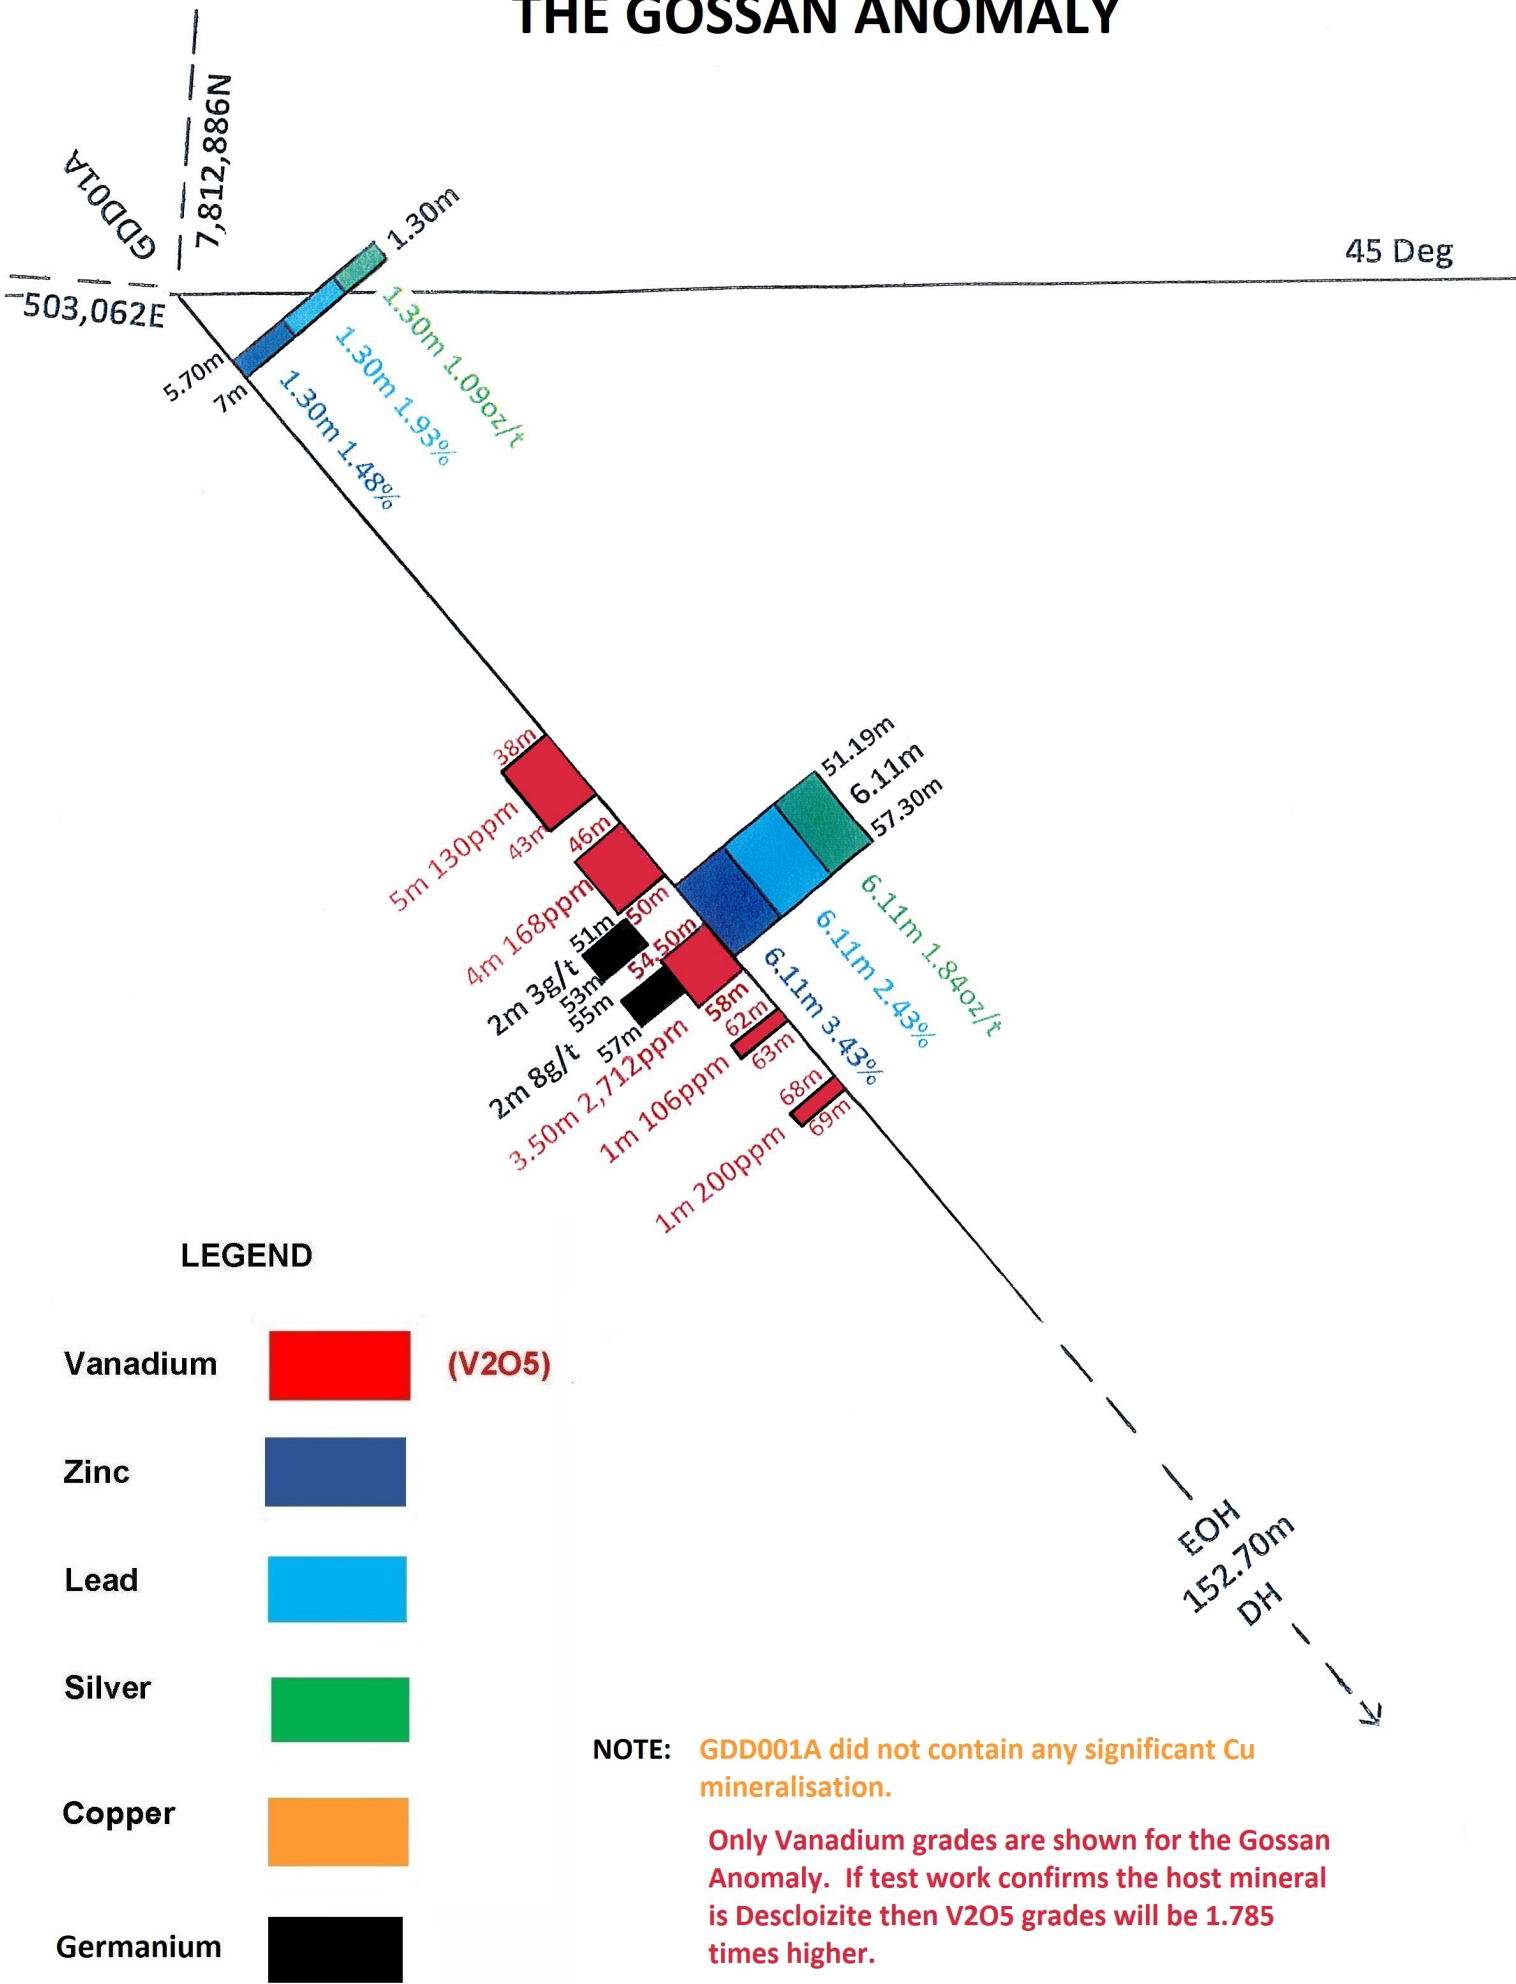 THE GOSSAN ANOMALY
7,812,886N
GDD01A
503,062E
45 Deg
1.30m
1.30m 1.09oz/t
1.30m 1.93%
1.30m 1.48%
5.70m
7m
38m
43m
5m 130ppm
46m
50m
4m 168ppm
51m
53m
2m 3g/t
54.50m
58m
55m
57m
2m 8g/t
3.50m 2,712ppm
62m
63m
1m 106ppm
68m
69m
1m 200ppm
51.19m
6.11m
57.30m
6.11m 1.84oz/t
6.11m 2.43%
6.11m 3.43%
EOH
152.70m
DH
LEGEND
Vanadium (V2O5)
Zinc
Lead
Silver
Copper
Germanium
NOTE: GDD001A did not contain any significant Cu
mineralisation.
Only Vanadium grades are shown for the Gossan
Anomaly. If test work confirms the host mineral
is Descloizite then V2O5 grades will be 1.785
times higher.